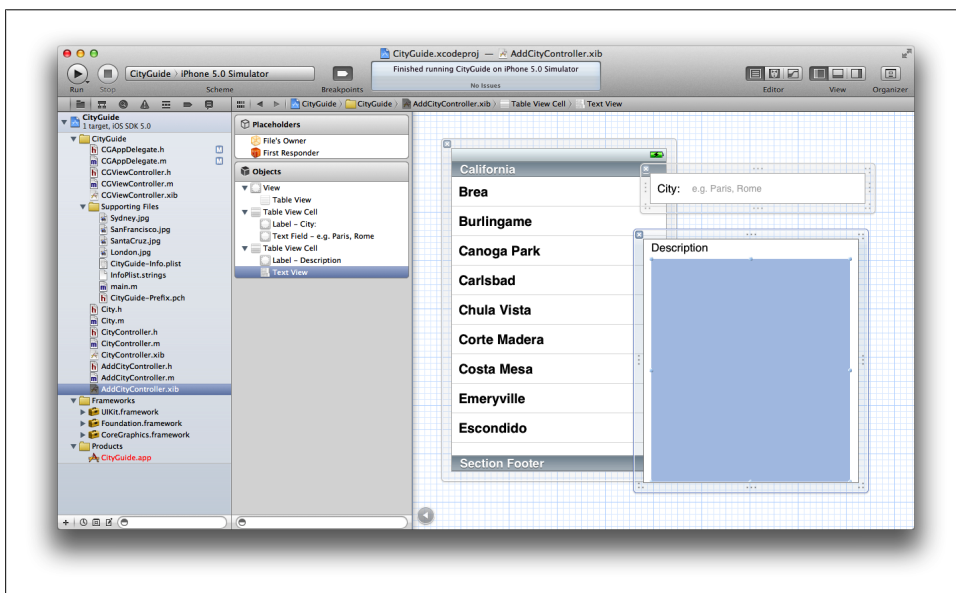 CityGuide.xcodeproj — AddCityController.xib
Run Stop
CityGuide › iPhone 5.0 Simulator
Scheme
Breakpoints
Finished running CityGuide on iPhone 5.0 Simulator
No Issues
Editor
View
Organizer
CityGuide › CityGuide › AddCityController.xib › Table View Cell › Text View
CityGuide
1 target, iOS SDK 5.0
CityGuide
CGAppDelegate.h M
CGAppDelegate.m M
CGViewController.h
CGViewController.m
CGViewController.xib
Supporting Files
Sydney.jpg
SanFrancisco.jpg
SantaCruz.jpg
London.jpg
CityGuide-Info.plist
InfoPlist.strings
main.m
CityGuide-Prefix.pch
City.h
City.m
CityController.h
CityController.m
CityController.xib
AddCityController.h
AddCityController.m
AddCityController.xib
Frameworks
UIKit.framework
Foundation.framework
CoreGraphics.framework
Products
CityGuide.app
Placeholders
File's Owner
First Responder
Objects
View
Table View
Table View Cell
Label - City:
Text Field - e.g. Paris, Rome
Table View Cell
Label - Description
Text View
California
Brea
Burlingame
Canoga Park
Carlsbad
Chula Vista
Corte Madera
Costa Mesa
Emeryville
Escondido
Section Footer
City: e.g. Paris, Rome
Description